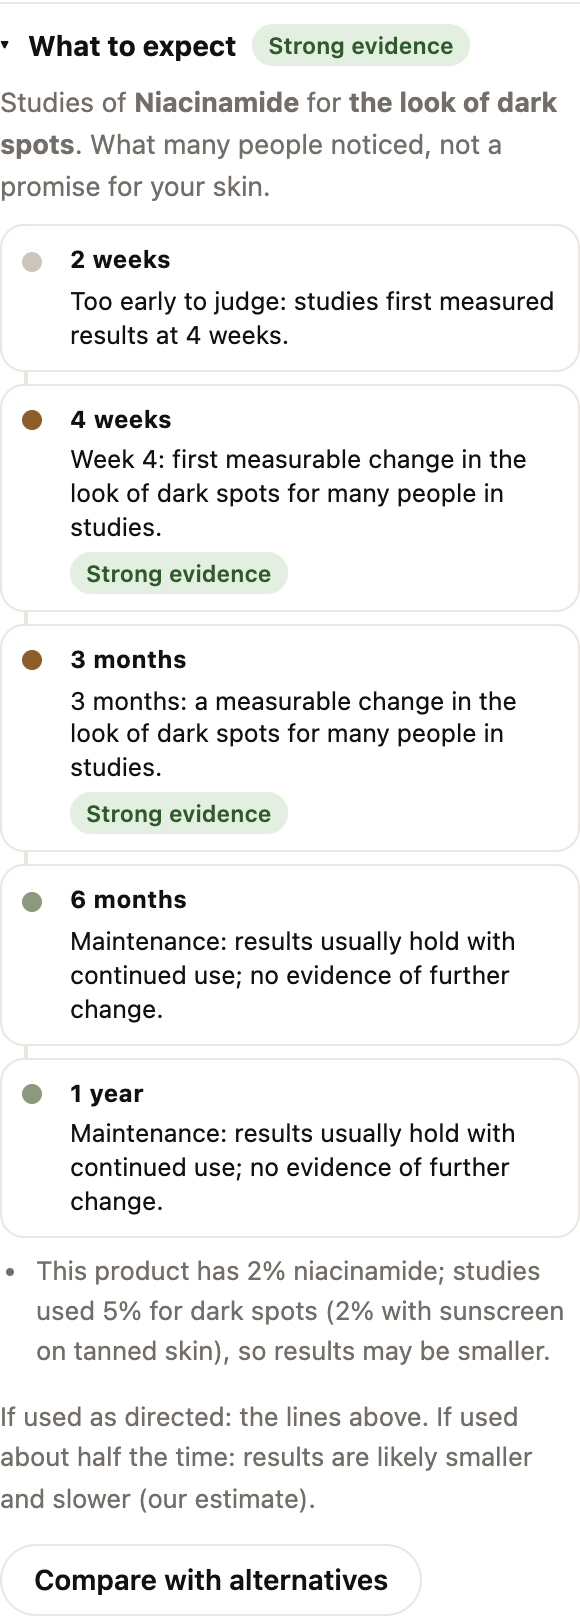 What to expect
Strong evidence
Studies of Niacinamide for the look of dark
spots. What many people noticed, not a
promise for your skin.
2 weeks
Too early to judge: studies first measured
results at 4 weeks.
4 weeks
Week 4: first measurable change in the
look of dark spots for many people in
studies.
Strong evidence
3 months
3 months: a measurable change in the
look of dark spots for many people in
studies.
Strong evidence
6 months
Maintenance: results usually hold with
continued use; no evidence of further
change.
1 year
Maintenance: results usually hold with
continued use; no evidence of further
change.
• This product has 2% niacinamide; studies
used 5% for dark spots (2% with sunscreen
on tanned skin), so results may be smaller.
If used as directed: the lines above. If used
about half the time: results are likely smaller
and slower (our estimate).
Compare with alternatives